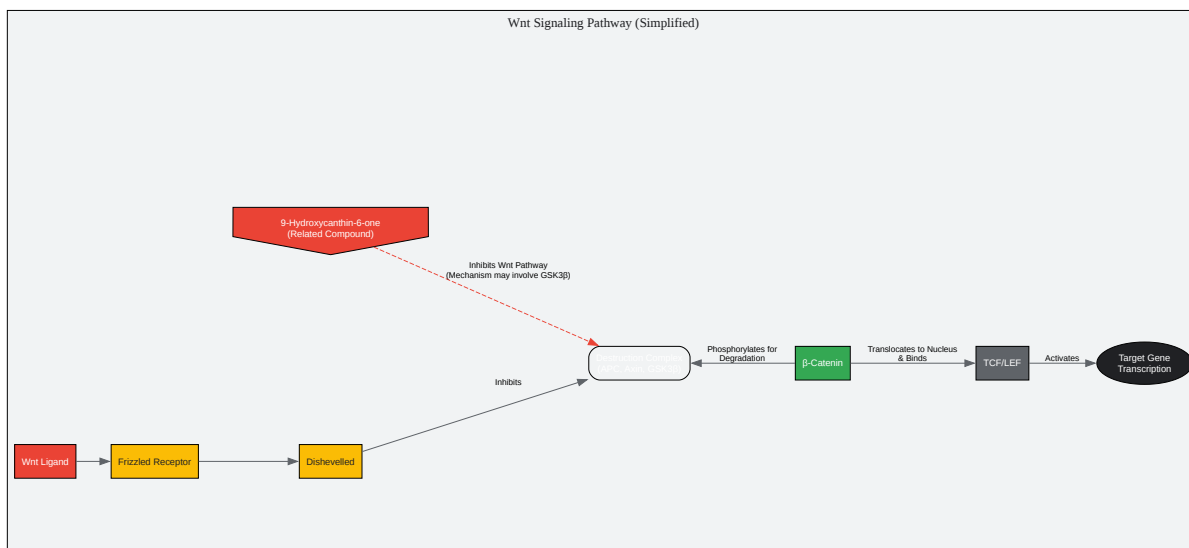 Wnt Signaling Pathway (Simplified)
9-Hydroxycanthin-6-one
(Related Compound)
Inhibits Wnt Pathway
(Mechanism may involve GSK3β)
Phosphorylates for
Degradation
β-Catenin
Translocates to Nucleus
& Binds
TCF/LEF
Activates
Target Gene
Transcription
Inhibits
Wnt Ligand
Frizzled Receptor
Dishevelled